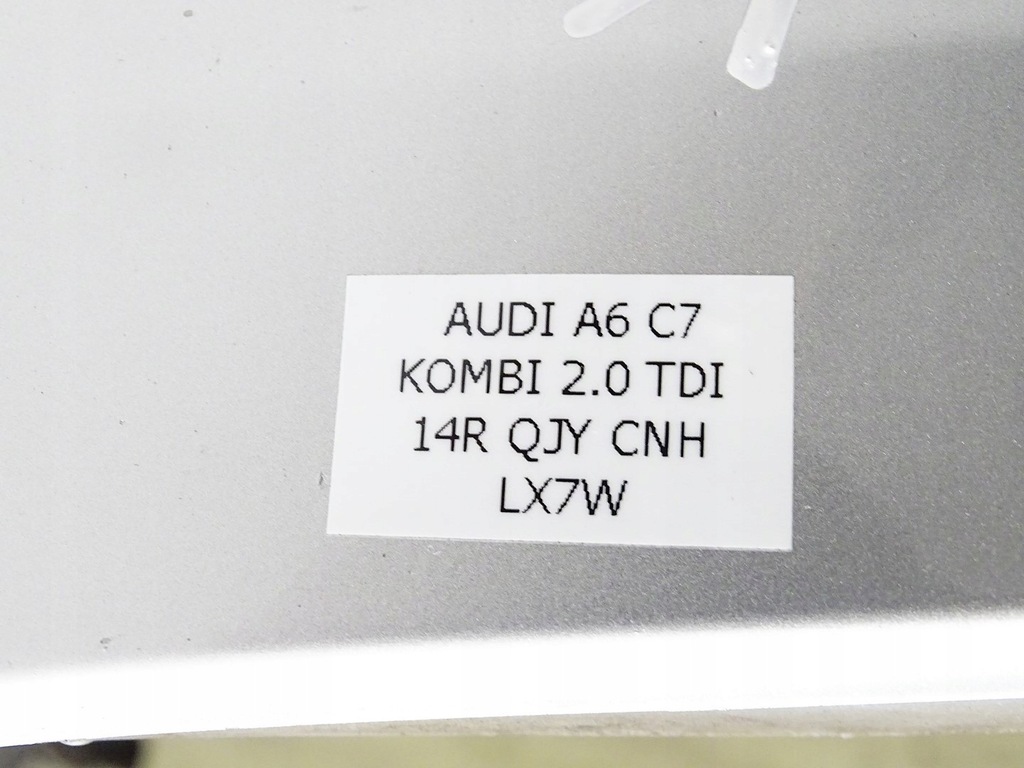 AUDI A6 C7
KOMBI 2.0 TDI
14R QJY CNH
LX7W